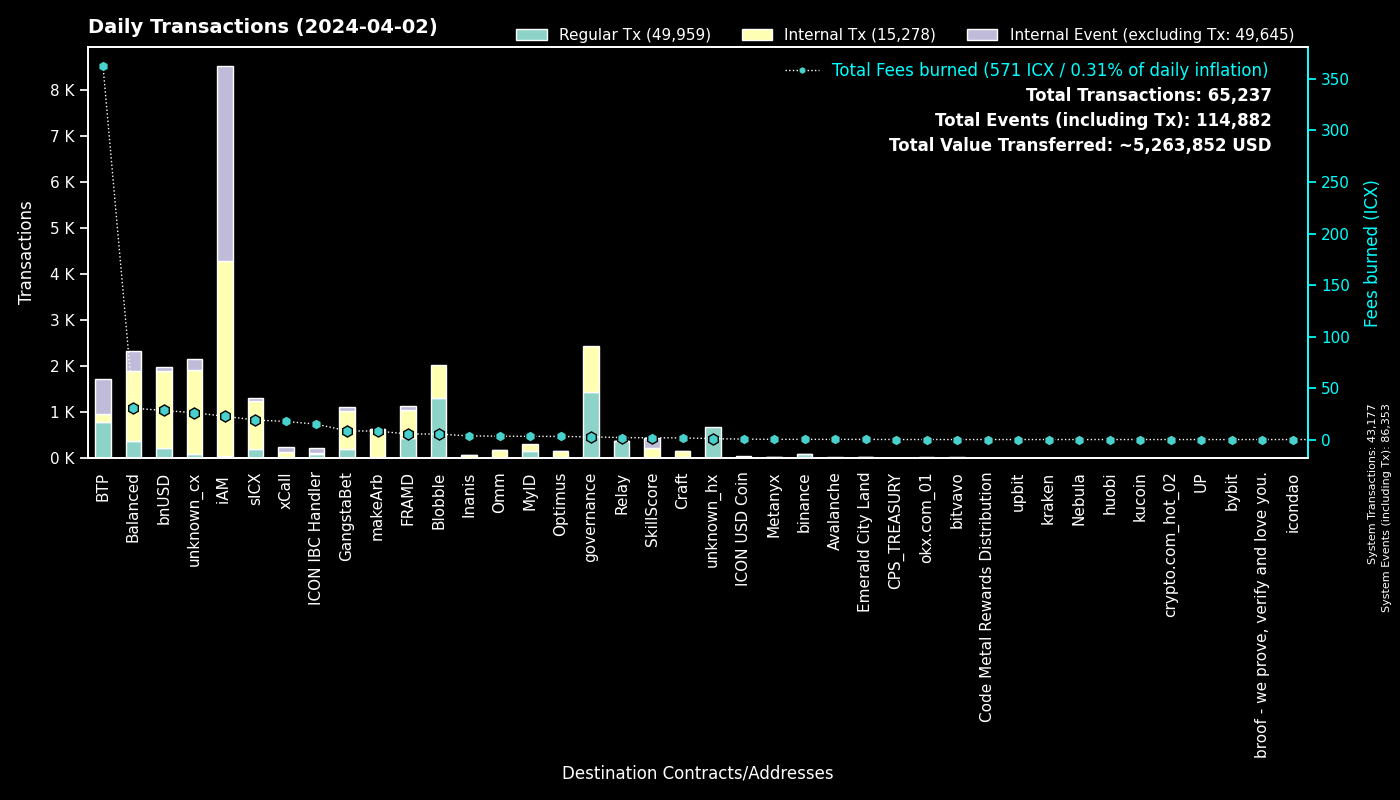 Daily Transactions (2024-04-02)
Regular Tx (49,959)
Internal Tx (15,278)
Internal Event (excluding Tx: 49,645)
Total Fees burned (571 ICX / 0.31% of daily inflation)
Total Transactions: 65,237
Total Events (including Tx): 114,882
Total Value Transferred: ~5,263,852 USD
Transactions
8 K
7 K
6 K
5 K
4 K
3 K
2 K
1 K
0 K
350
300
250
200
150
100
50
0
Fees burned (ICX)
System Transactions: 43,177
System Events (including Tx): 86,353
BTP
Balanced
bnUSD
unknown_cx
iAM
sICX
xCall
ICON IBC Handler
GangstaBet
makeArb
FRAMD
Blobble
Inanis
Omm
MyID
Optimus
governance
Relay
SkillScore
Craft
unknown_hx
ICON USD Coin
Metanyx
binance
Avalanche
Emerald City Land
CPS_TREASURY
okx.com_01
bitvavo
Code Metal Rewards Distribution
upbit
kraken
Nebula
huobi
kucoin
crypto.com_hot_02
UP
bybit
broof - we prove, verify and love you.
icondao
Destination Contracts/Addresses